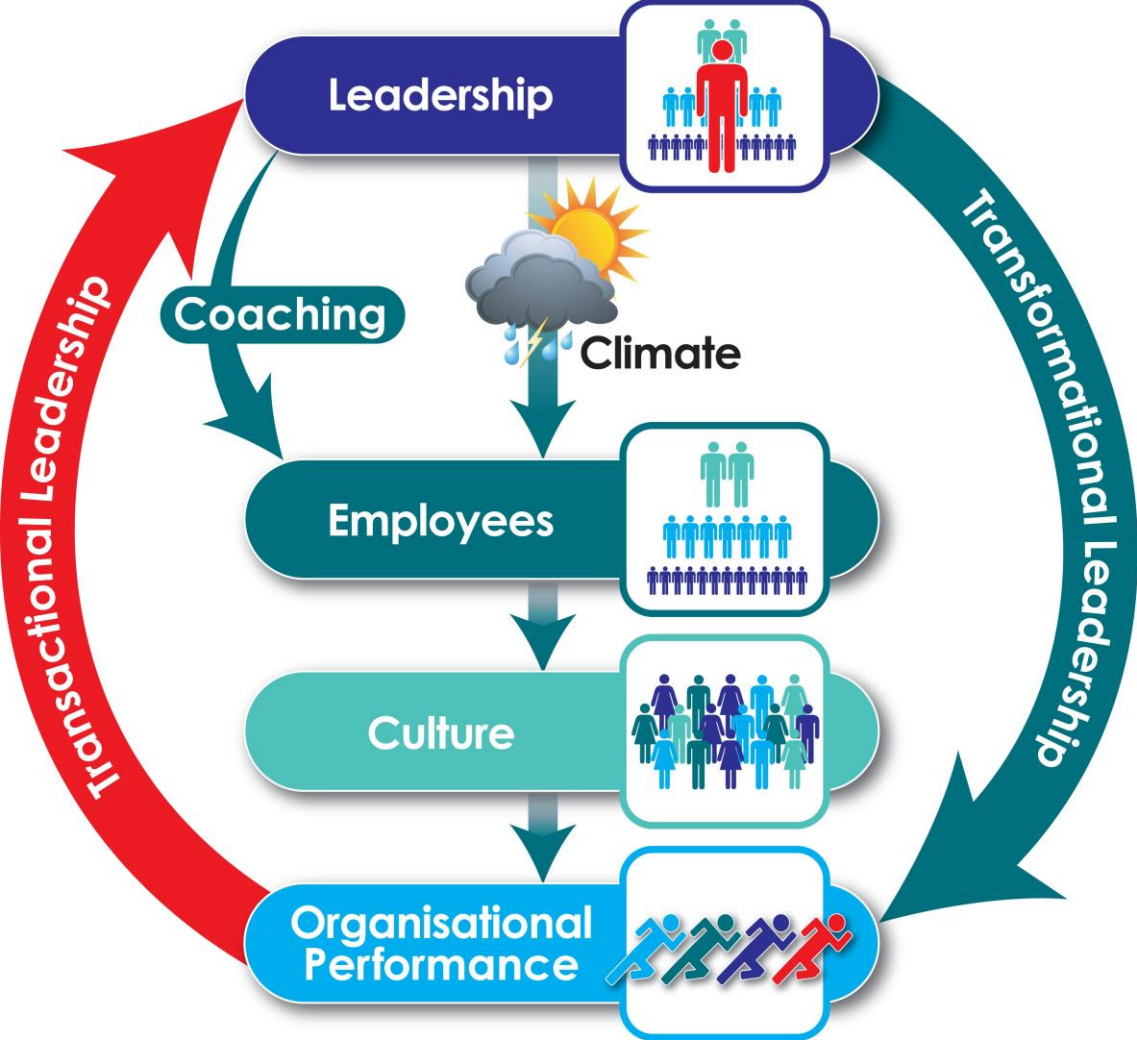 Leadership
Transformational Leadership
Transactional Leadership
Coaching
Climate
Employees
Culture
Organisational
Performance